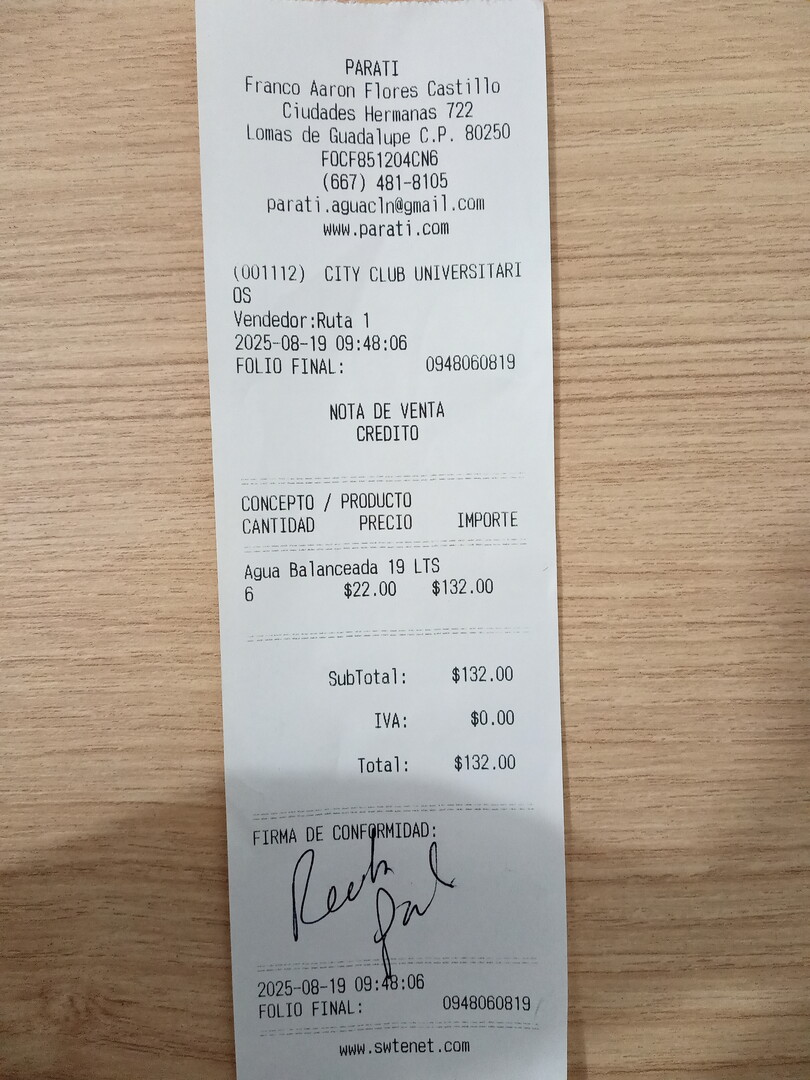 PARATI
Franco Aaron Flores Castillo
Ciudades Hermanas 722
Lomas de Guadalupe C.P. 80250
FOCF851204CN6
(667) 481-8105
parati.aguacln@gmail.com
www.parati.com
(001112) CITY CLUB UNIVERSITARI
OS
Vendedor:Ruta 1
2025-08-19 09:48:06
FOLIO FINAL: 0948060819
NOTA DE VENTA
CREDITO
CONCEPTO / PRODUCTO
CANTIDAD PRECIO IMPORTE
Agua Balanceada 19 LTS
6 $22.00 $132.00
SubTotal: $132.00
IVA: $0.00
Total: $132.00
FIRMA DE CONFORMIDAD:
2025-08-19 09:48:06
FOLIO FINAL: 0948060819
www.swtenet.com